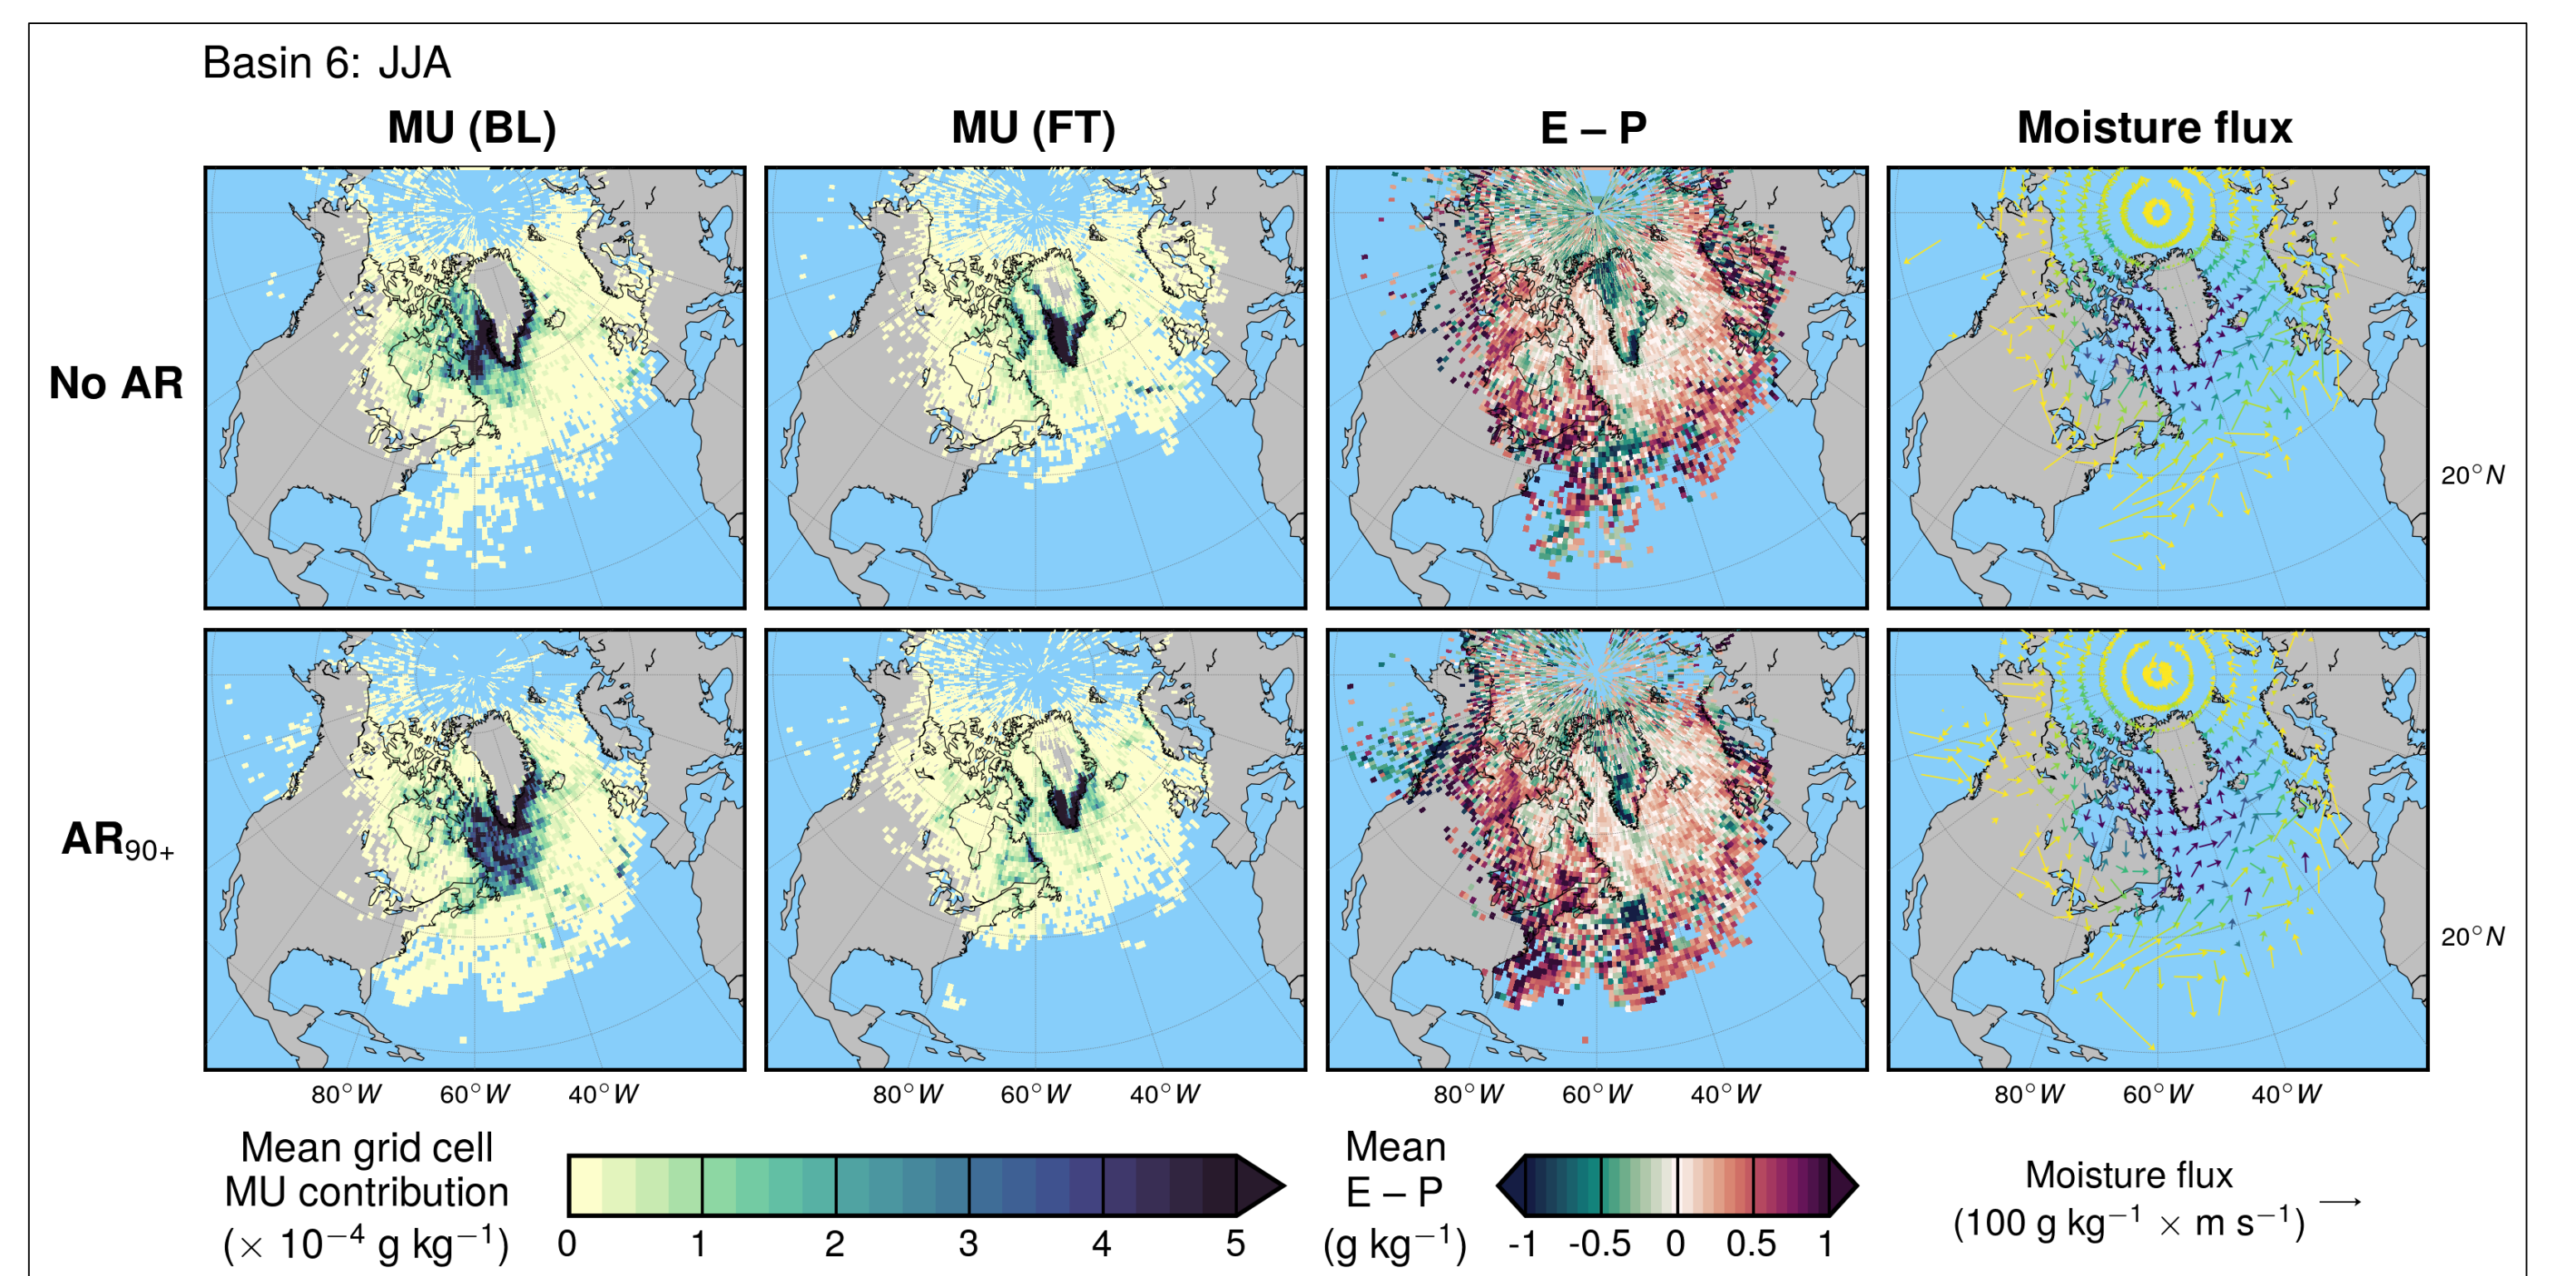 Basin 6: JJA
MU (BL) MU (FT) E – P Moisture flux
No AR
20°N
AR90+
20°N
80°W 60°W 40°W 80°W 60°W 40°W 80°W 60°W 40°W 80°W 60°W 40°W
Mean grid cell
MU contribution
(× 10−4 g kg−1)
0 1 2 3 4 5
Mean
E – P
(g kg−1)
-1 -0.5 0 0.5 1
Moisture flux
(100 g kg−1 × m s−1)